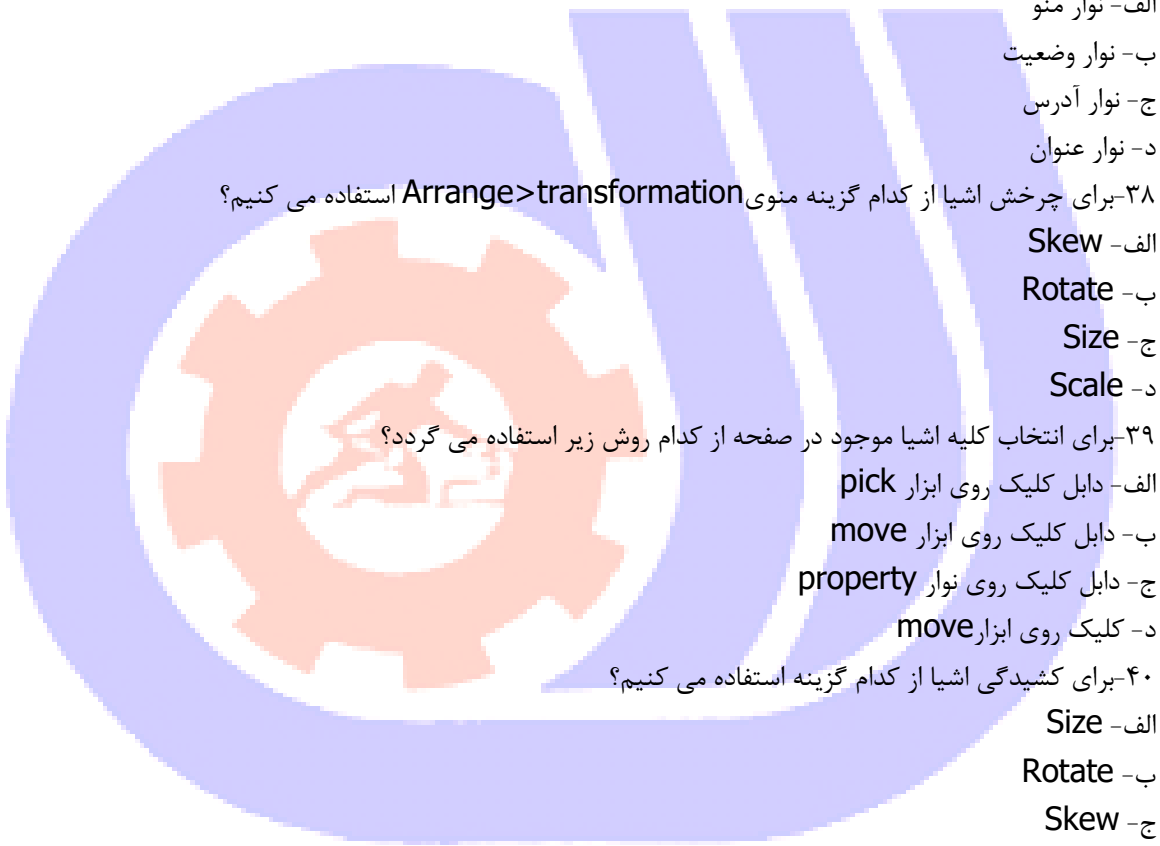 الف- نوار منو
ب- نوار وضعیت
ج- نوار آدرس
د- نوار عنوان
۳۸-برای چرخش اشیا از کدام گزینه منوی Arrange>transformation استفاده می کنیم؟
الف- Skew
ب- Rotate
ج- Size
د- Scale
۳۹-برای انتخاب کلیه اشیا موجود در صفحه از کدام روش زیر استفاده می گردد؟
الف- دابل کلیک روی ابزار pick
ب- دابل کلیک روی ابزار move
ج- دابل کلیک روی نوار property
د- کلیک روی ابزارmove
۴۰-برای کشیدگی اشیا از کدام گزینه استفاده می کنیم؟
الف- Size
ب- Rotate
ج- Skew